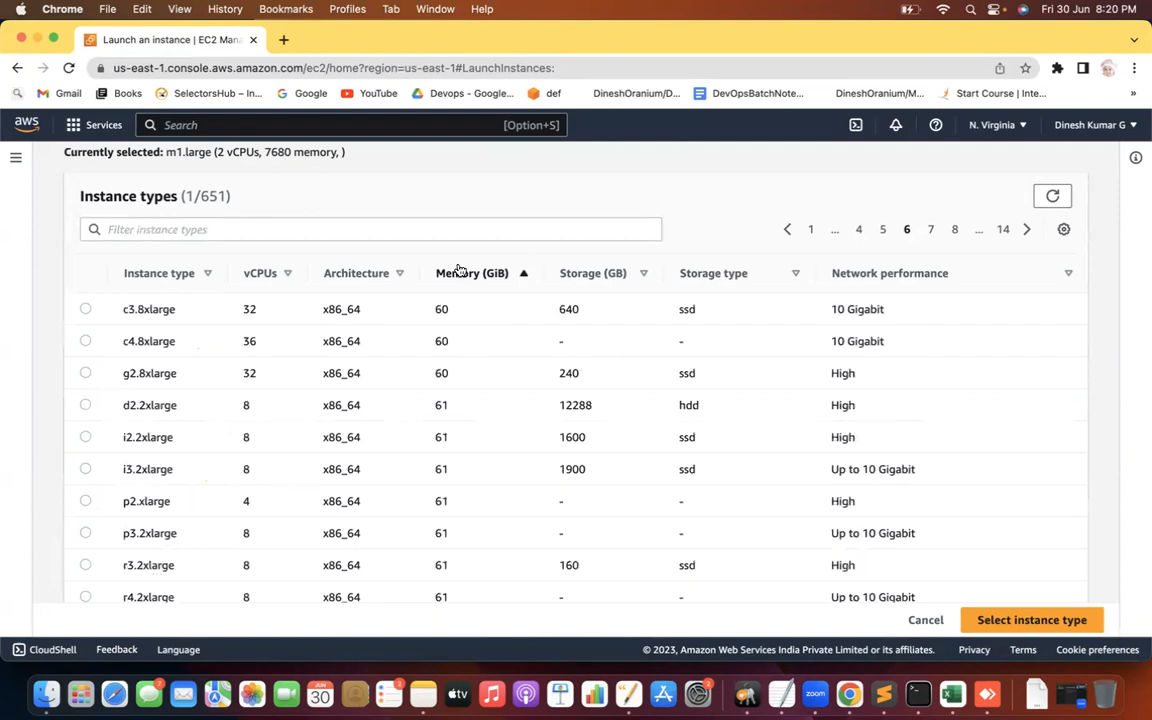 Chrome File Edit View History Bookmarks Profiles Tab Window Help Fri 30 Jun 8:20 PM
Launch an instance | EC2 Man
us-east-1.console.aws.amazon.com/ec2/home?region=us-east-1#LaunchInstances:
Gmail Books SelectorsHub – In... Google YouTube Devops - Google... def DineshOranium/D... DevOpsBatchNote... DineshOranium/M... Start Course | Inte... »
aws Services Search [Option+S] N. Virginia Dinesh Kumar G
Currently selected: m1.large (2 vCPUs, 7680 memory, )
Instance types (1/651)
Filter instance types 1 ... 4 5 6 7 8 ... 14
Instance type vCPUs Architecture Memory (GiB) Storage (GB) Storage type Network performance
c3.8xlarge 32 x86_64 60 640 ssd 10 Gigabit
c4.8xlarge 36 x86_64 60 - - 10 Gigabit
g2.8xlarge 32 x86_64 60 240 ssd High
d2.2xlarge 8 x86_64 61 12288 hdd High
i2.2xlarge 8 x86_64 61 1600 ssd High
i3.2xlarge 8 x86_64 61 1900 ssd Up to 10 Gigabit
p2.xlarge 4 x86_64 61 - - High
p3.2xlarge 8 x86_64 61 - - Up to 10 Gigabit
r3.2xlarge 8 x86_64 61 160 ssd High
r4.2xlarge 8 x86_64 61 - - Up to 10 Gigabit
Cancel Select instance type
CloudShell Feedback Language © 2023, Amazon Web Services India Private Limited or its affiliates. Privacy Terms Cookie preferences
7 JUN 30 2 tv zoom 2